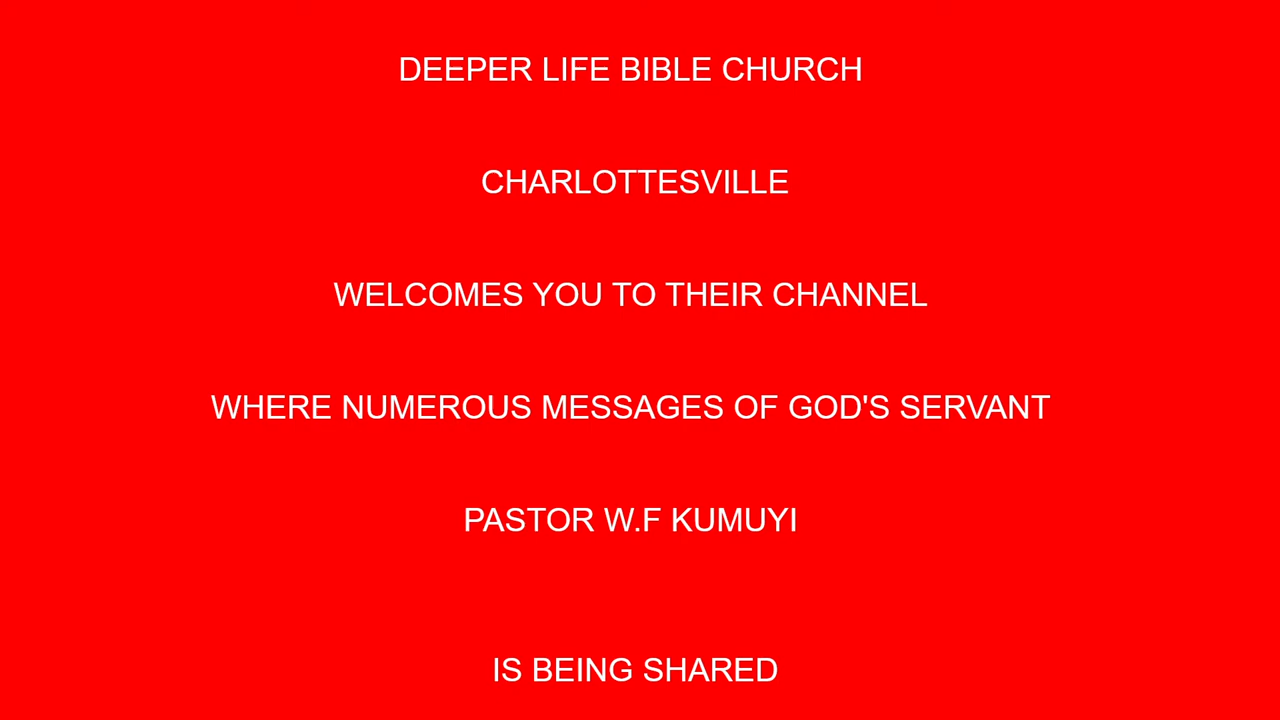 DEEPER LIFE BIBLE CHURCH
CHARLOTTESVILLE
WELCOMES YOU TO THEIR CHANNEL
WHERE NUMEROUS MESSAGES OF GOD'S SERVANT
PASTOR W.F KUMUYI
IS BEING SHARED